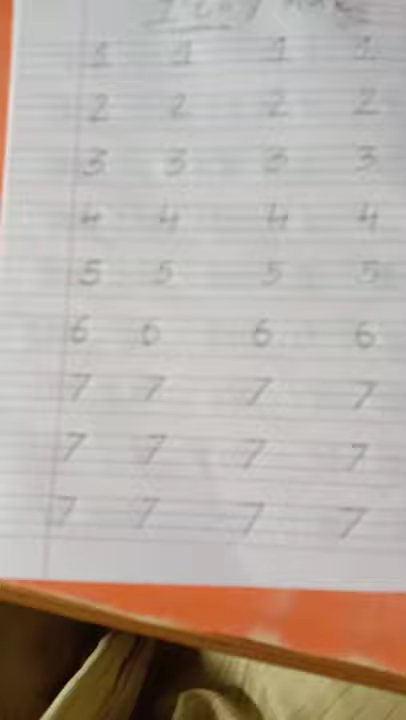 1 1 1 1
2 2 2 2
3 3 3 3
4 4 4 4
5 5 5 5
6 6 6 6
7 7 7 7
7 7 7 7
7 7 7 7